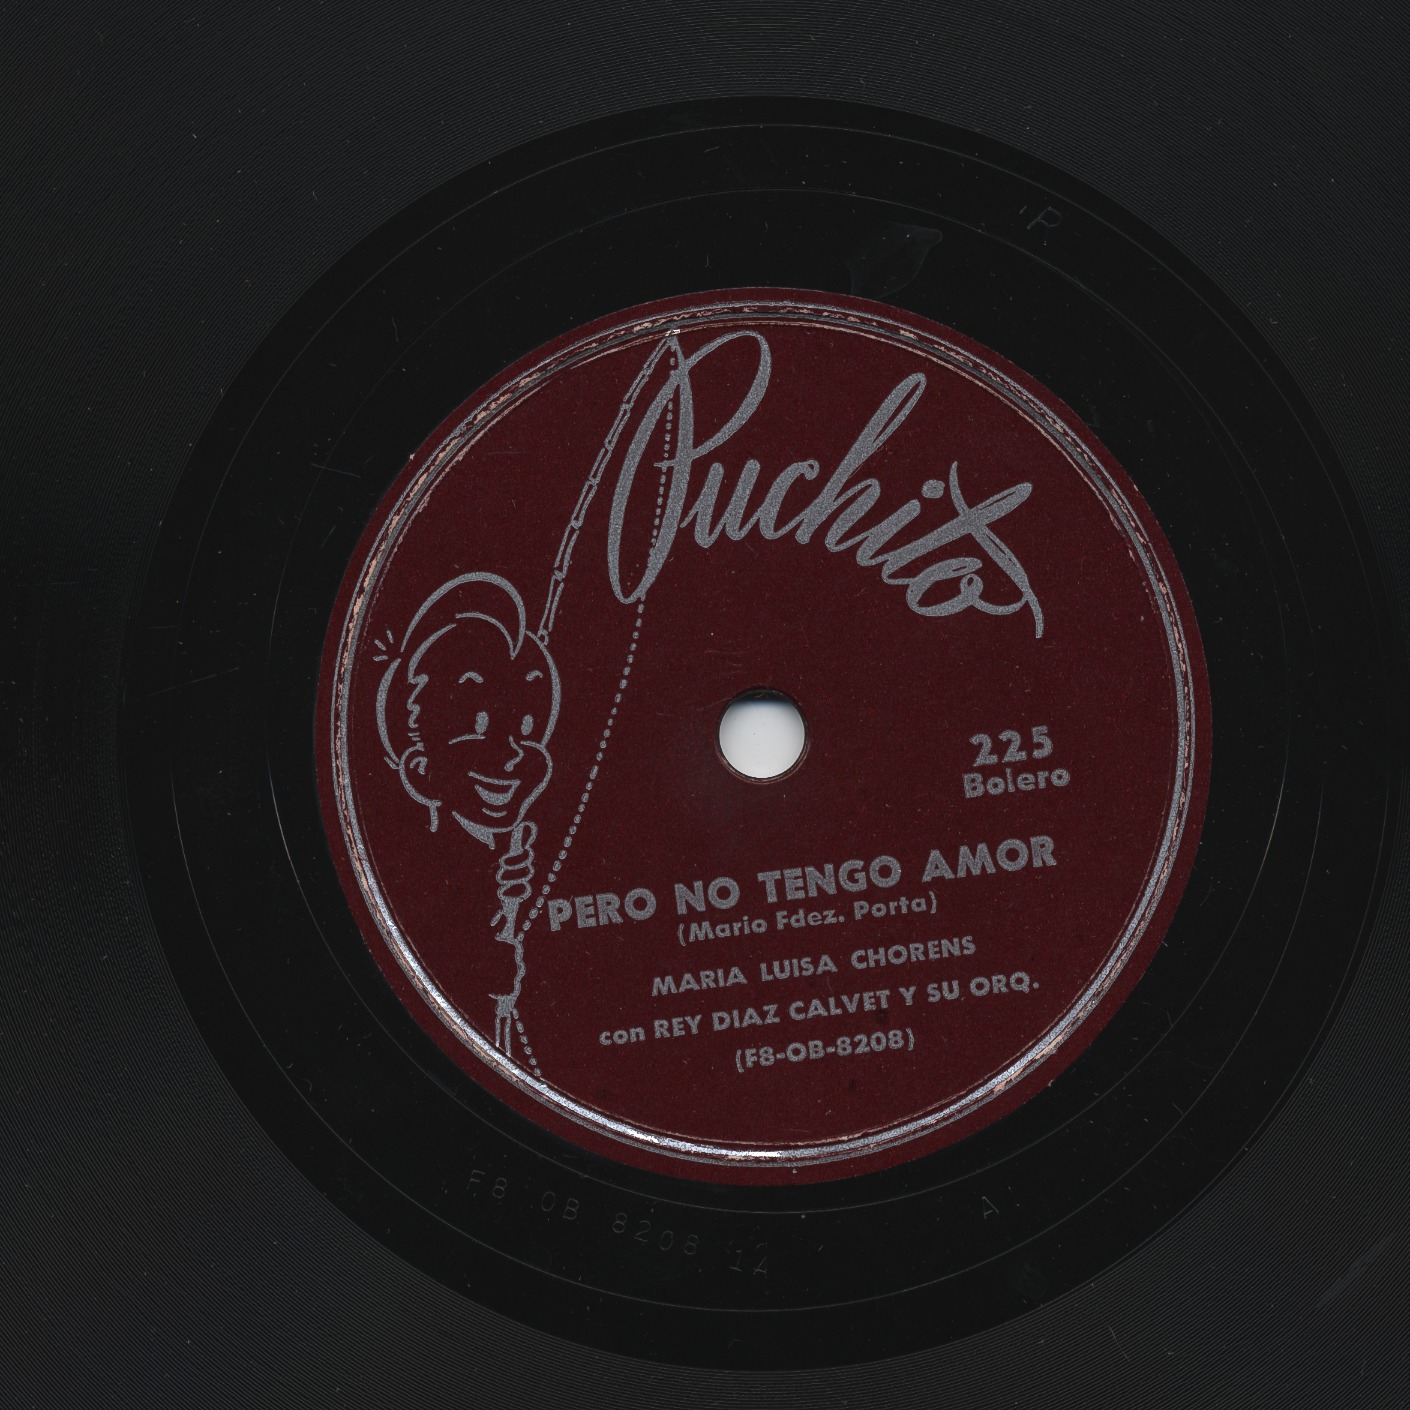 Puchito
225
Bolero
PERO NO TENGO AMOR
(Mario Fdez. Porta)
MARIA LUISA CHORENS
con REY DIAZ CALVET Y SU ORQ.
(F8-OB-8208)
F8 OB 8208 1A
A
P